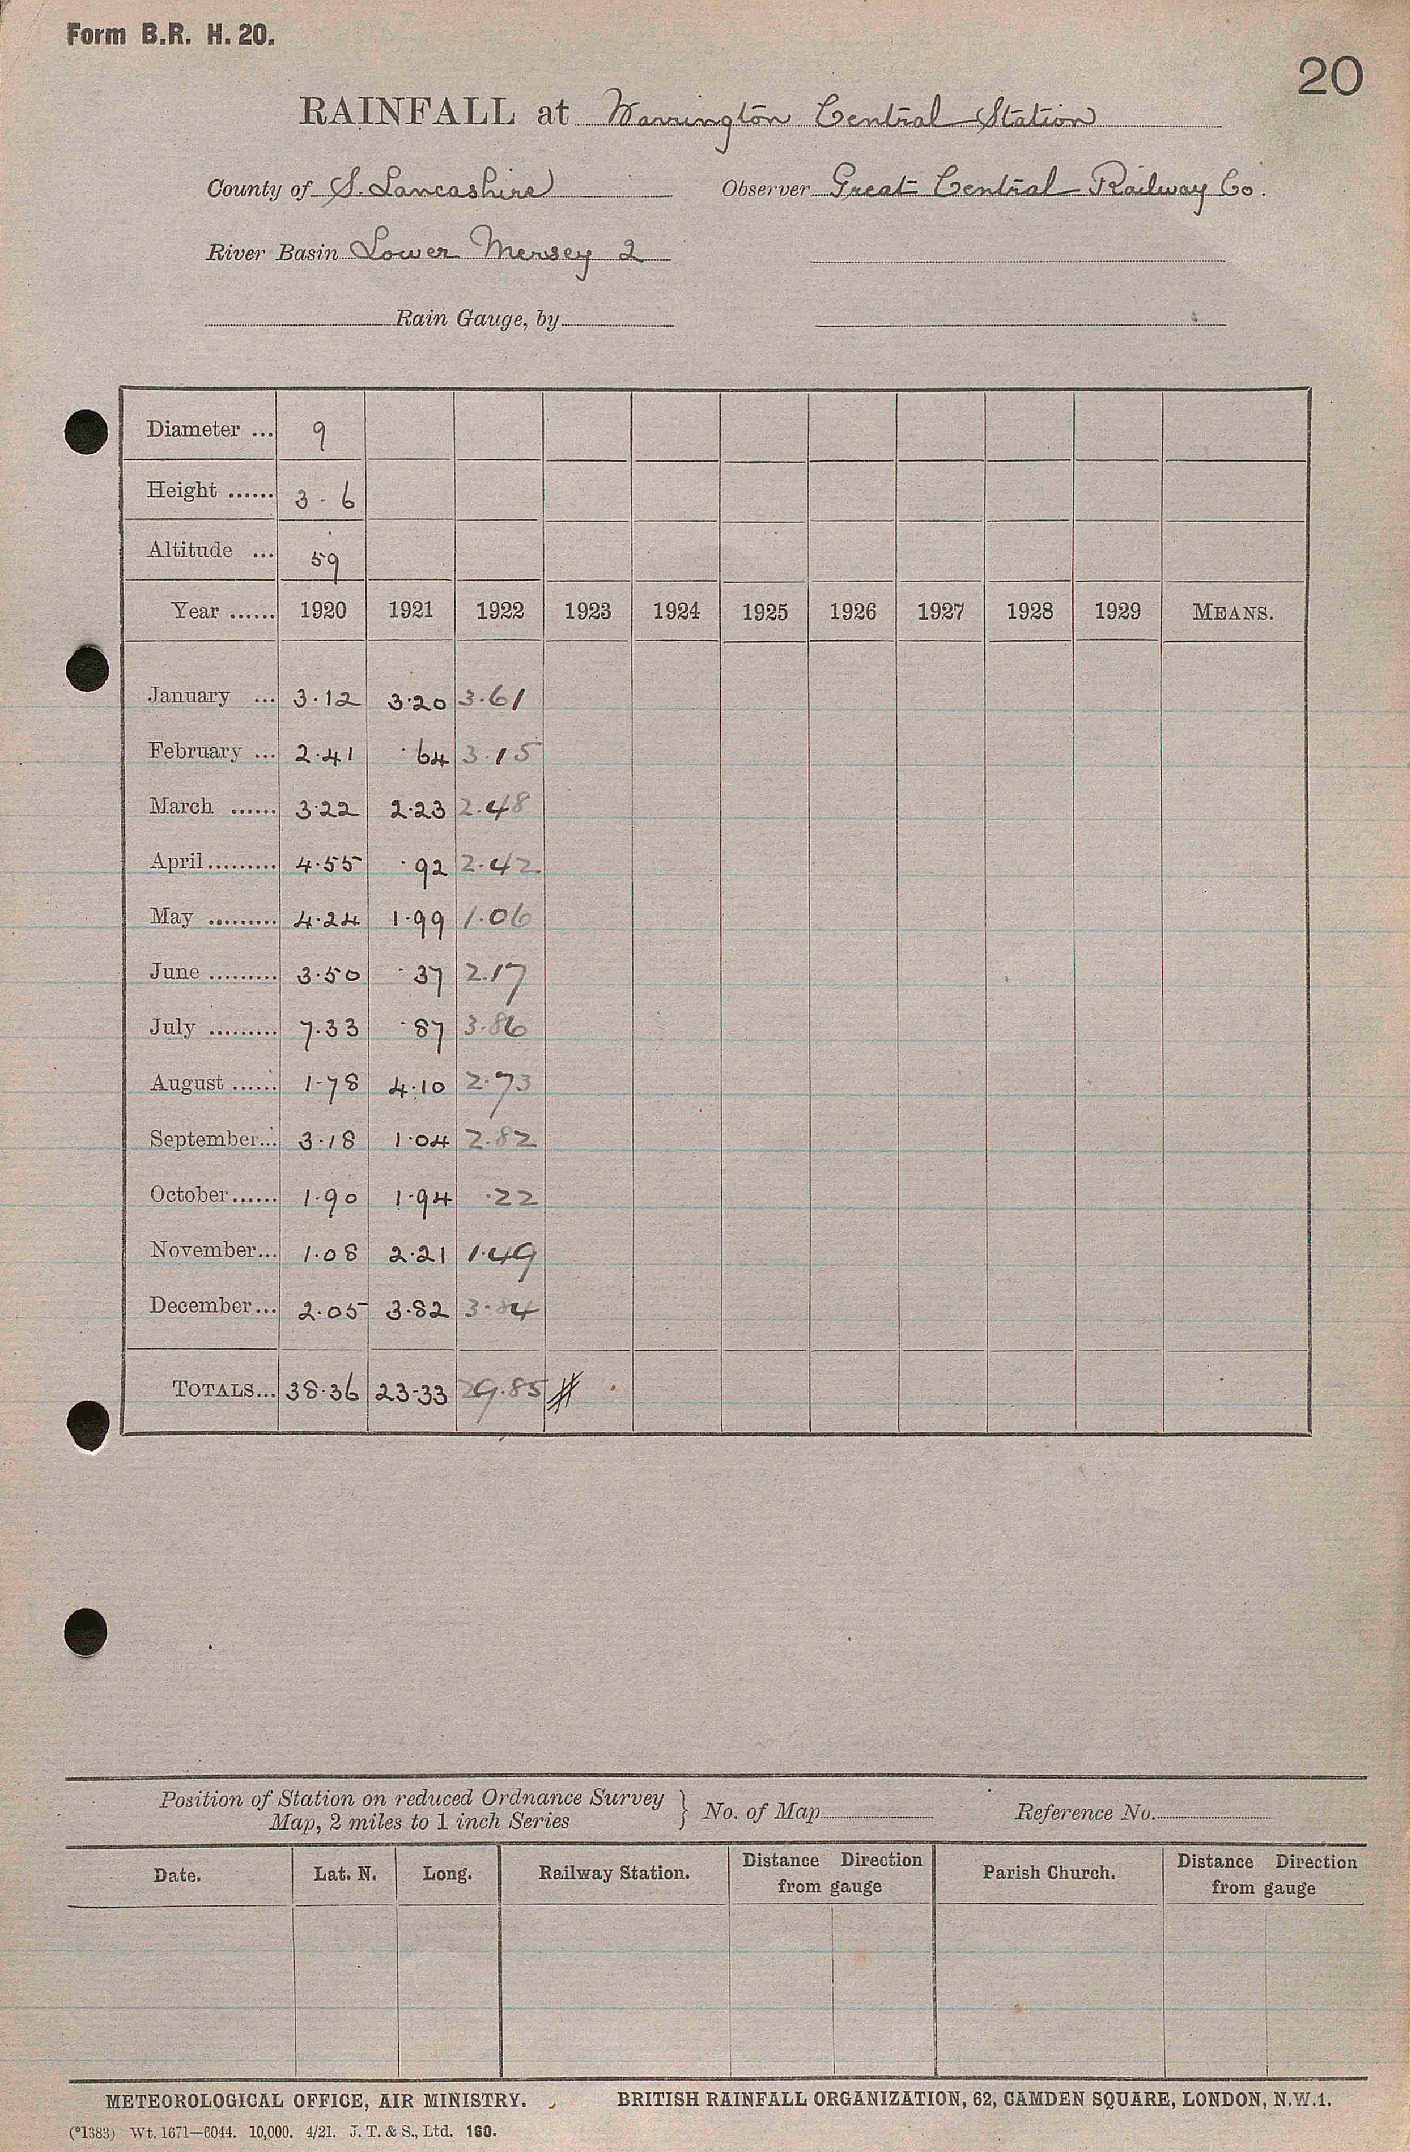 Form B.R. H. 20.
20
RAINFALL at Warrington Central Station
County of S. Lancashire Observer Great Central Railway Co.
River Basin Lower Mersey 2
Rain Gauge, by
Diameter ... 9
Height ...... 3 - 6
Altitude ... 59
Year ...... 1920 1921 1922 1923 1924 1925 1926 1927 1928 1929 MEANS.
January ... 3.12 3.20 3.61
February ... 2.41 .64 3.15
March ...... 3.22 2.23 2.48
April......... 4.55 .92 2.42
May ......... 4.24 1.99 1.06
June ......... 3.50 .37 2.17
July ......... 7.33 .87 3.86
August ...... 1.78 4.10 2.73
September... 3.18 1.04 2.82
October...... 1.90 1.94 .22
November... 1.08 2.21 1.49
December... 2.05 3.82 3.84
TOTALS... 38.36 23.33 29.85 #
Position of Station on reduced Ordnance Survey
Map, 2 miles to 1 inch Series } No. of Map Reference No.
Date. Lat. N. Long. Railway Station. Distance Direction from gauge Parish Church. Distance Direction from gauge
METEOROLOGICAL OFFICE, AIR MINISTRY. BRITISH RAINFALL ORGANIZATION, 62, CAMDEN SQUARE, LONDON, N.W.1.
(*1383) Wt. 1671—6044. 10,000. 4/21. J. T. & S., Ltd. 160.